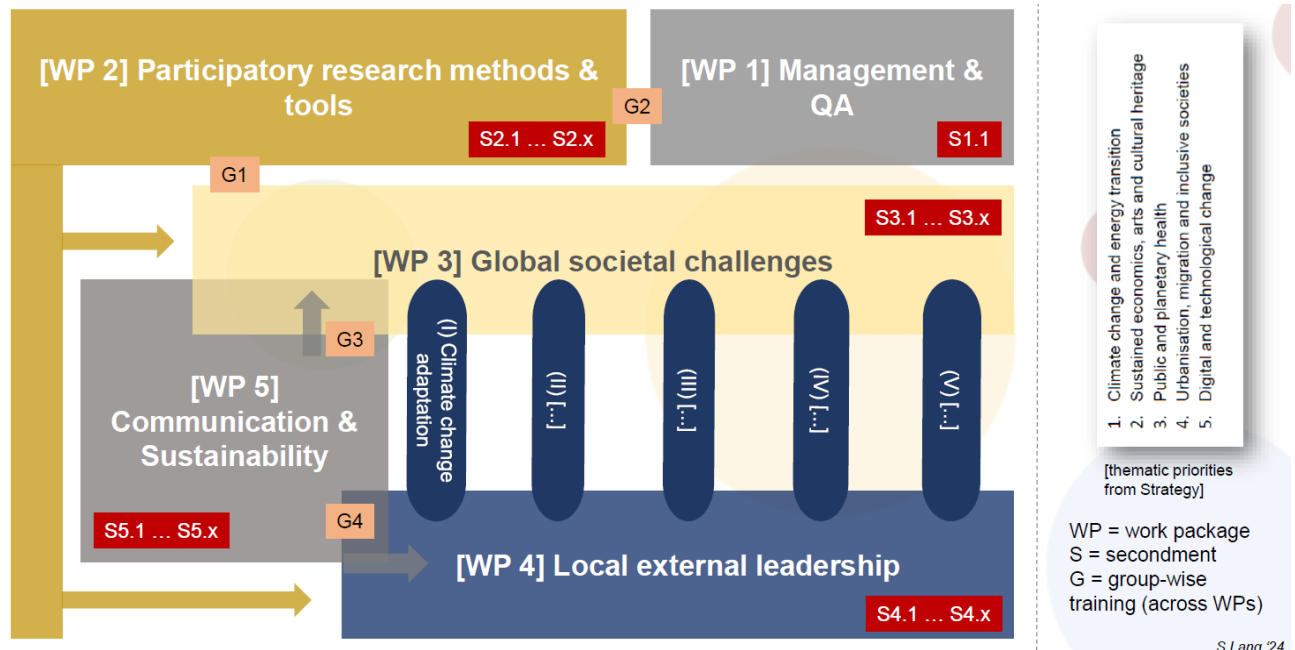 [WP 2] Participatory research methods &
tools
S2.1 ... S2.x
G2
[WP 1] Management &
QA
S1.1
G1
S3.1 ... S3.x
[WP 3] Global societal challenges
G3
[WP 5]
Communication &
Sustainability
S5.1 ... S5.x
(I) Climate change
adaptation
(II) [...]
(III) [...]
(IV) [...]
(V) [...]
G4
[WP 4] Local external leadership
S4.1 ... S4.x
1. Climate change and energy transition
2. Sustained economics, arts and cultural heritage
3. Public and planetary health
4. Urbanisation, migration and inclusive societies
5. Digital and technological change
[thematic priorities
from Strategy]
WP = work package
S = secondment
G = group-wise
training (across WPs)
S Lang '24